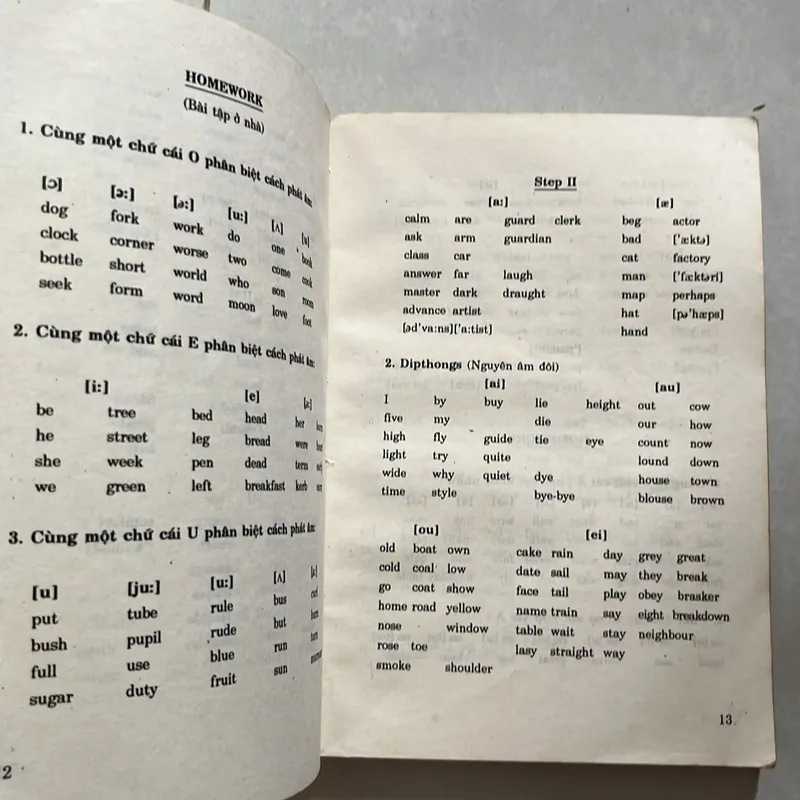 HOMEWORK
(Bài tập ở nhà)
1. Cùng một chữ cái O phân biệt cách phát âm:
[ɔ] [ɔ:] [ə:] [u:] [ʌ] [u]
dog fork work do one book
clock corner worse two come cook
bottle short world who son room
seek form word moon love foot
2. Cùng một chữ cái E phân biệt cách phát âm:
[i:] [e]
be tree bed head her
he street leg bread were
she week pen dead term
we green left breakfast kerb
3. Cùng một chữ cái U phân biệt cách phát âm:
[u] [ju:] [u:] [ʌ]
put tube rule bus
bush pupil rude but
full use blue run
sugar duty fruit sun
2
Step II
[a:] [æ]
calm are guard clerk beg actor
ask arm guardian bad ['æktə]
class car cat factory
answer far laugh man ['fæktəri]
master dark draught map perhaps
advance artist hat [pə'hæps]
[əd'va:ns]['a:tist] hand
2. Dipthongs (Nguyên âm đôi)
[ai] [au]
I by buy lie height out cow
five my die our how
high fly guide tie eye count now
light try quite lound down
wide why quiet dye house town
time style bye-bye blouse brown
[ou] [ei]
old boat own cake rain day grey great
cold coal low date sail may they break
go coat show face tail play obey breaker
home road yellow name train say eight breakdown
nose window table wait stay neighbour
rose toe lasy straight way
smoke shoulder
13